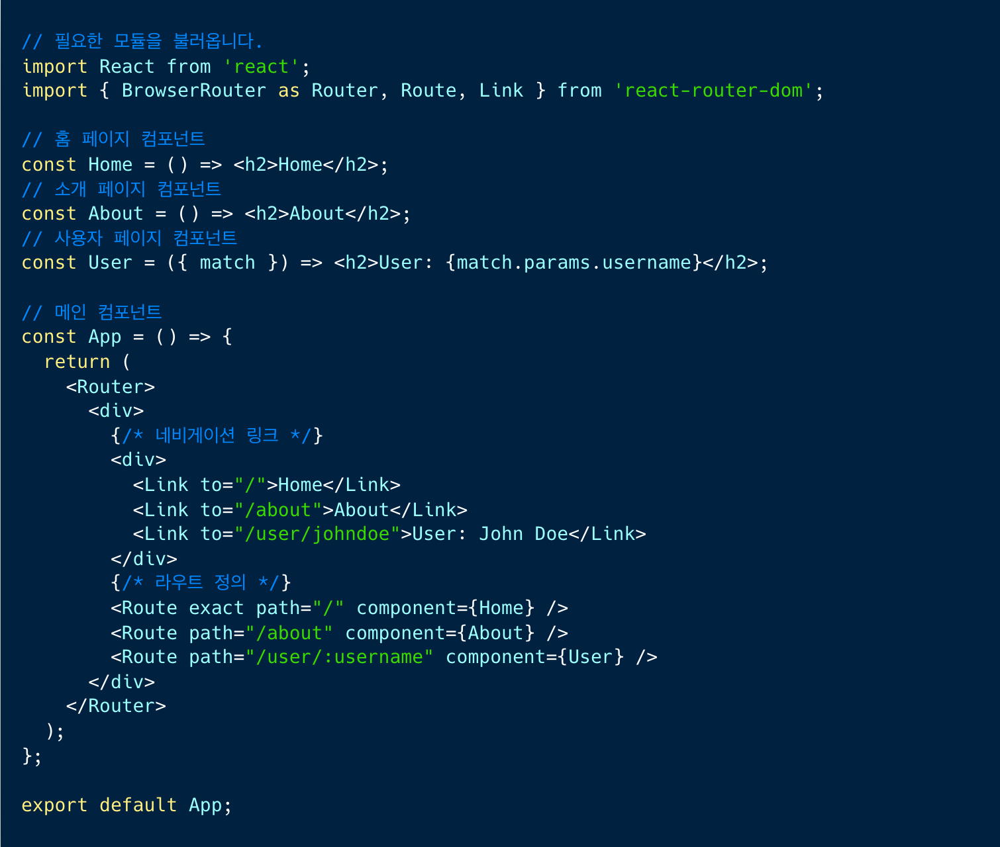 // 필요한 모듈을 불러옵니다.
import React from 'react';
import { BrowserRouter as Router, Route, Link } from 'react-router-dom';

// 홈 페이지 컴포넌트
const Home = () => <h2>Home</h2>;
// 소개 페이지 컴포넌트
const About = () => <h2>About</h2>;
// 사용자 페이지 컴포넌트
const User = ({ match }) => <h2>User: {match.params.username}</h2>;

// 메인 컴포넌트
const App = () => {
  return (
    <Router>
      <div>
        {/* 네비게이션 링크 */}
        <div>
          <Link to="/">Home</Link>
          <Link to="/about">About</Link>
          <Link to="/user/johndoe">User: John Doe</Link>
        </div>
        {/* 라우트 정의 */}
        <Route exact path="/" component={Home} />
        <Route path="/about" component={About} />
        <Route path="/user/:username" component={User} />
      </div>
    </Router>
  );
};

export default App;